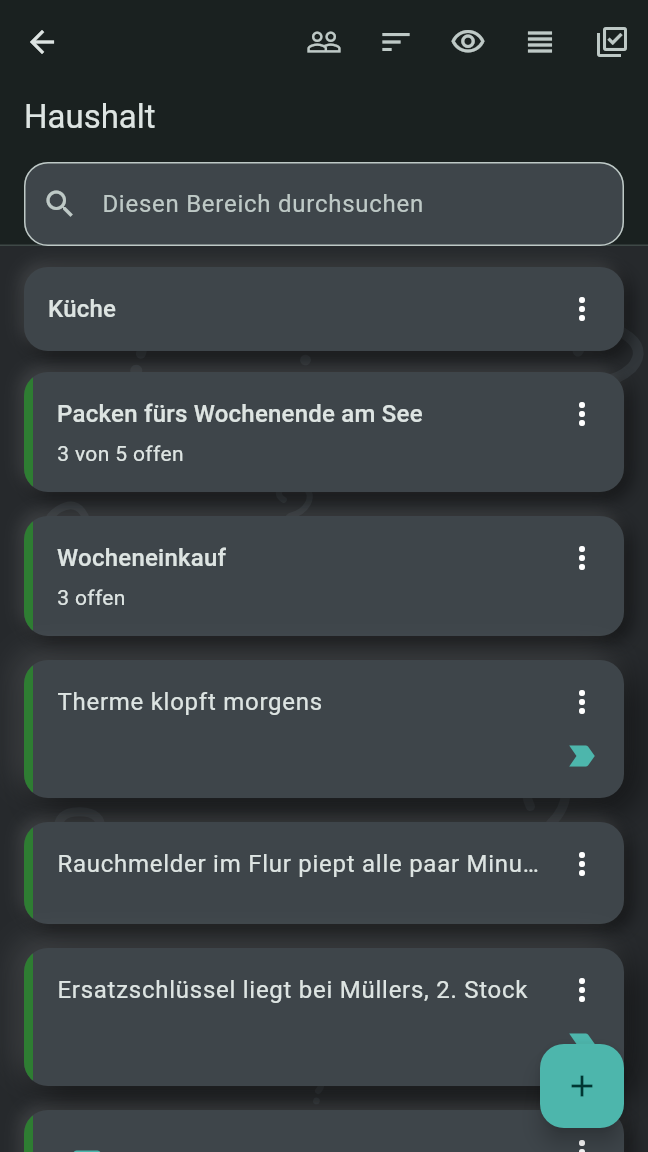 Haushalt
Diesen Bereich durchsuchen
Küche
Packen fürs Wochenende am See
3 von 5 offen
Wocheneinkauf
3 offen
Therme klopft morgens
Rauchmelder im Flur piept alle paar Minu…
Ersatzschlüssel liegt bei Müllers, 2. Stock